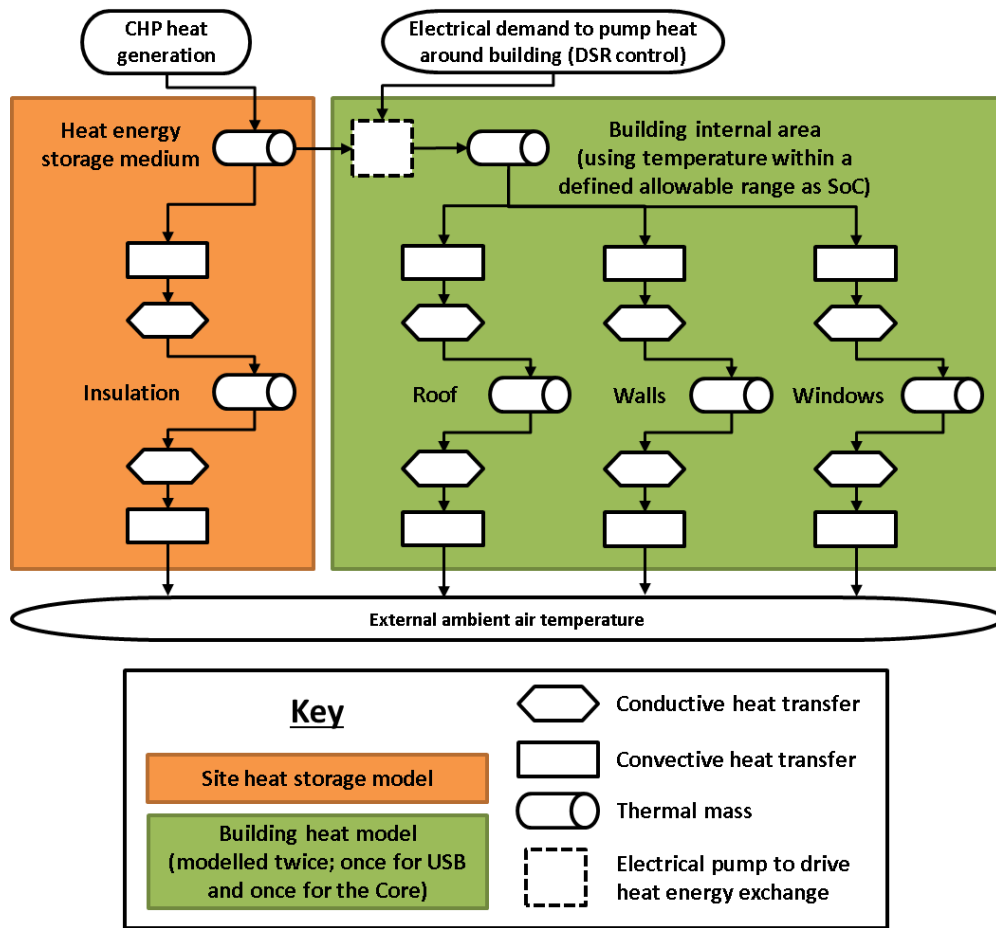 CHP heat
generation
Electrical demand to pump heat
around building (DSR control)
Heat energy
storage medium
Building internal area
(using temperature within a
defined allowable range as SoC)
Insulation
Roof
Walls
Windows
External ambient air temperature
Key
Site heat storage model
Building heat model
(modelled twice; once for USB
and once for the Core)
Conductive heat transfer
Convective heat transfer
Thermal mass
Electrical pump to drive
heat energy exchange